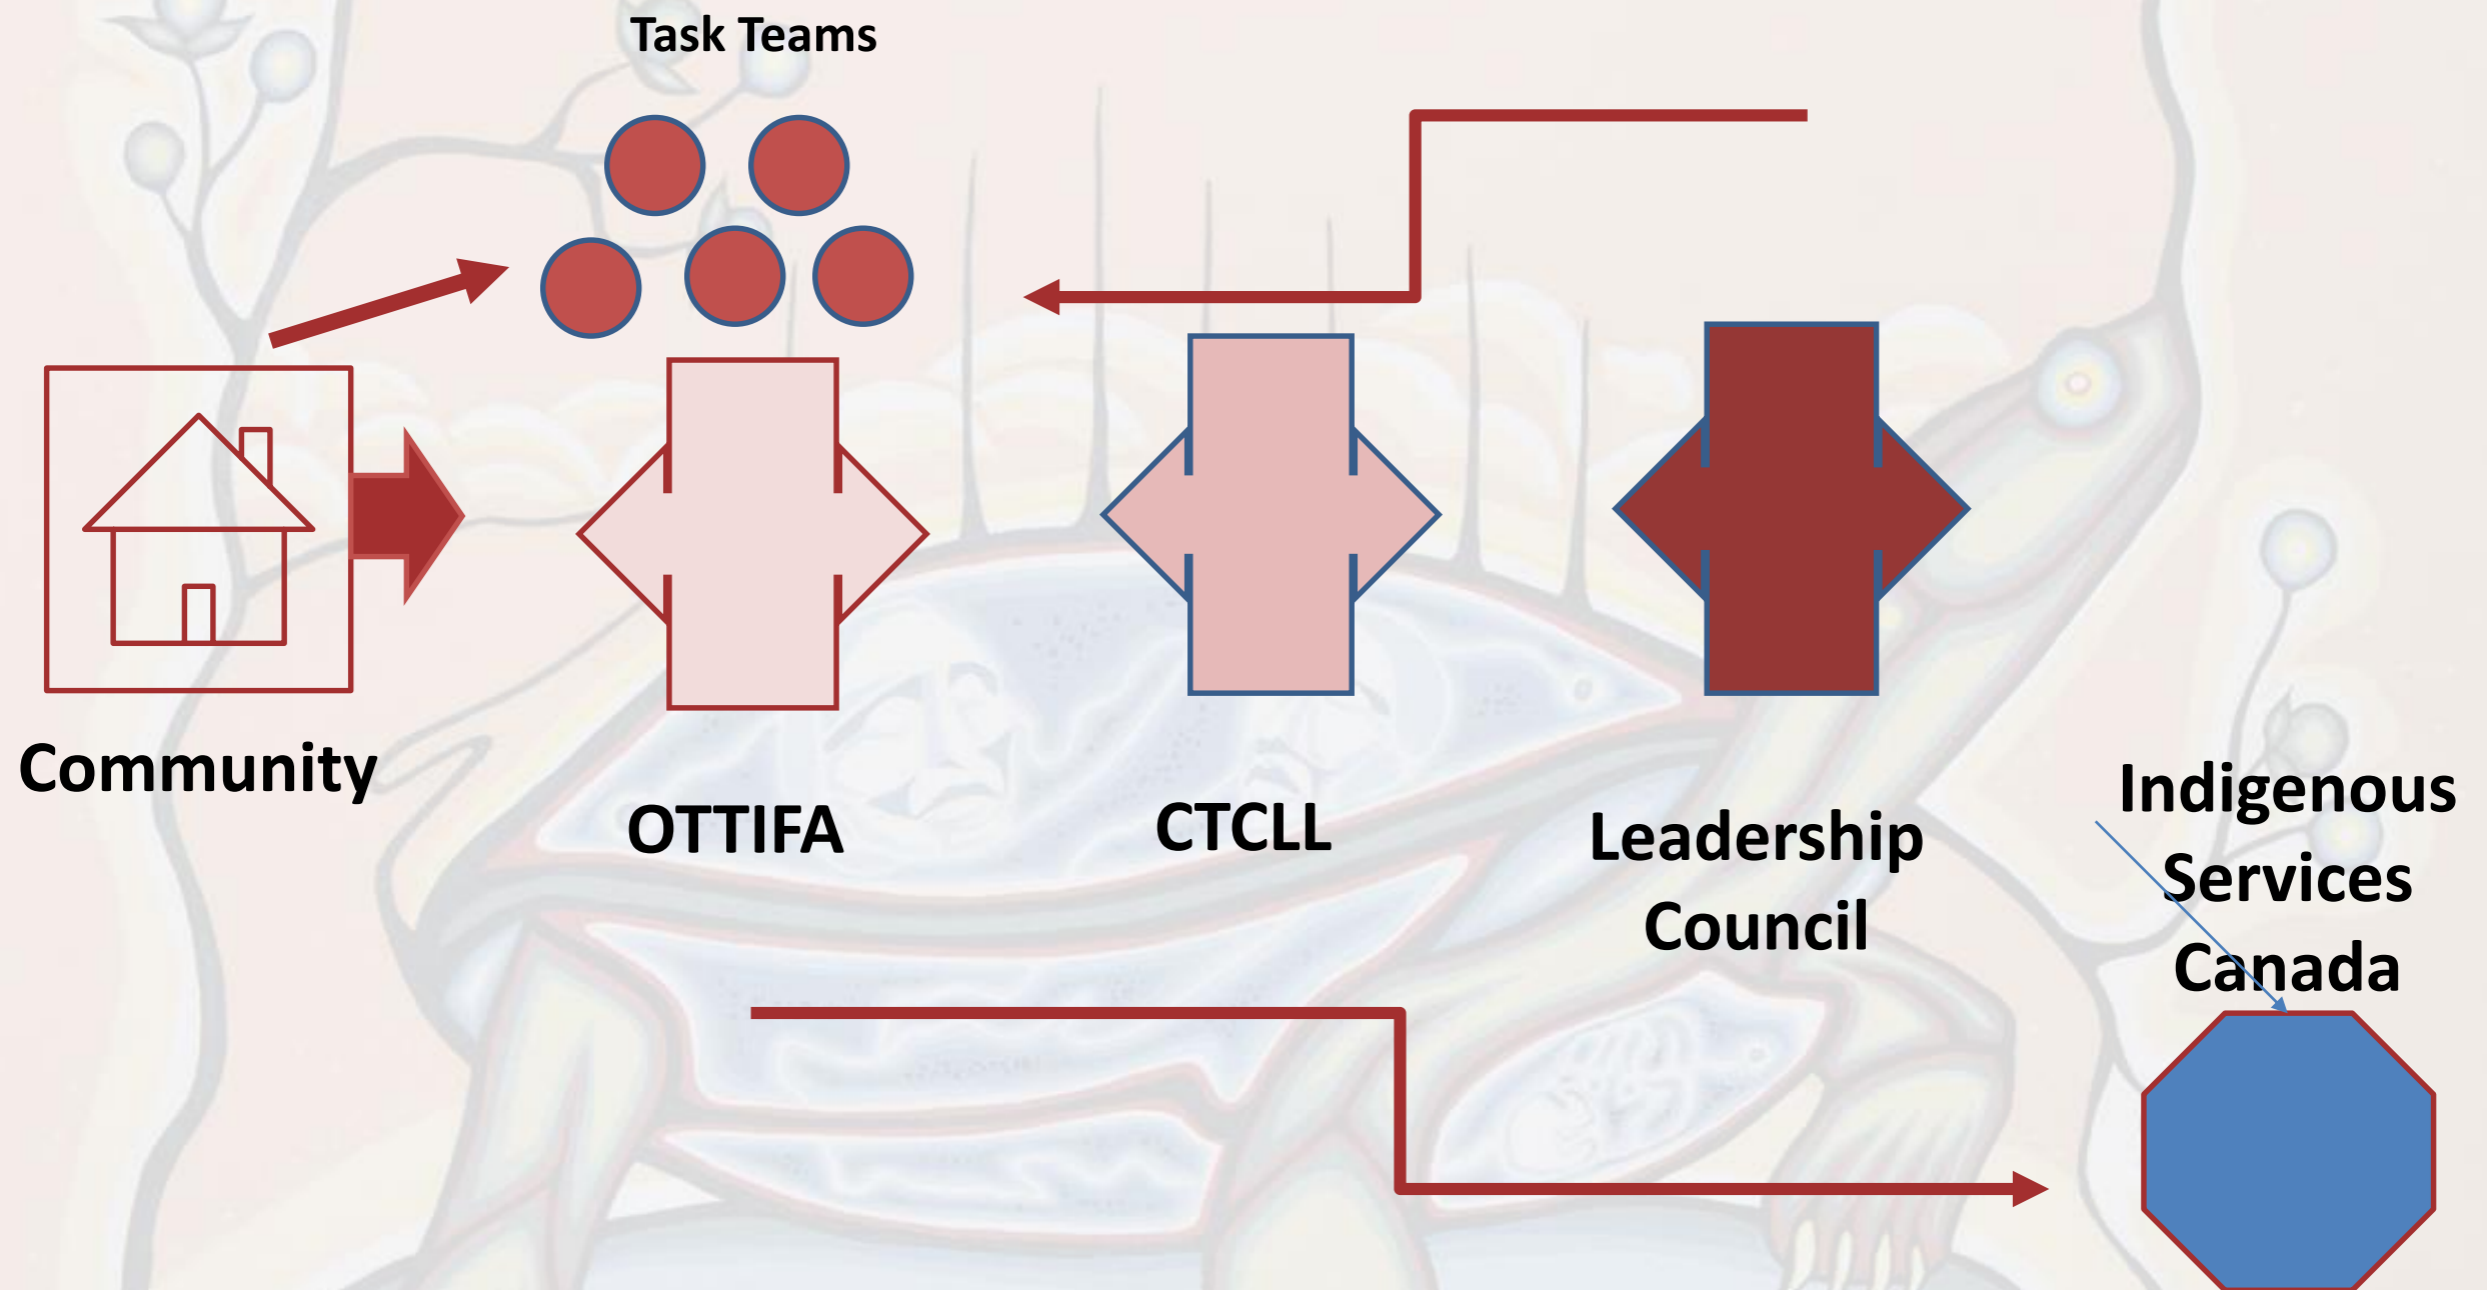 Task Teams
Community
OTTIFA
CTCLL
Leadership
Council
Indigenous
Services
Canada